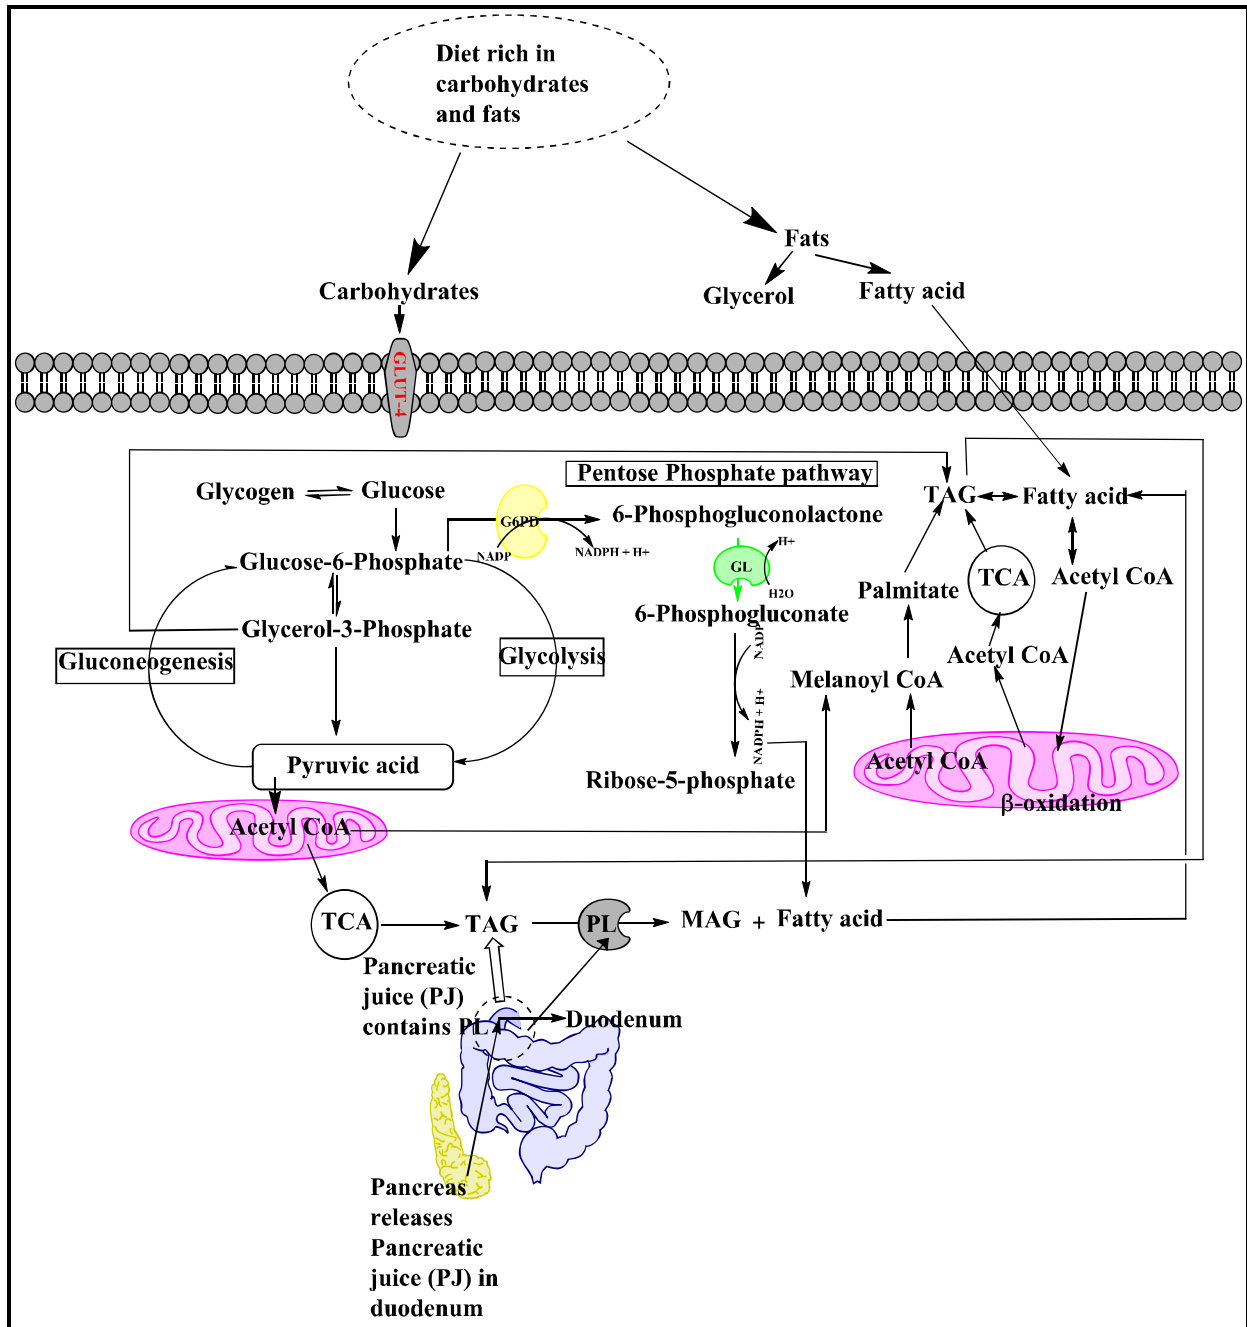 Diet rich in
carbohydrates
and fats
Fats
Carbohydrates
Glycerol
Fatty acid
GLUT-4
Pentose Phosphate pathway
Glycogen
Glucose
TAG
Fatty acid
G6PD
6-Phosphogluconolactone
NADP
NADPH + H+
H+
Glucose-6-Phosphate
GL
TCA
Acetyl CoA
H2O
Palmitate
6-Phosphogluconate
Glycerol-3-Phosphate
NADP
Gluconeogenesis
Glycolysis
Acetyl CoA
Melanoyl CoA
NADPH + H+
Pyruvic acid
Ribose-5-phosphate
Acetyl CoA
β-oxidation
Acetyl CoA
TCA
TAG
PL
MAG + Fatty acid
Pancreatic
juice (PJ)
contains PL
Duodenum
Pancreas
releases
Pancreatic
juice (PJ) in
duodenum